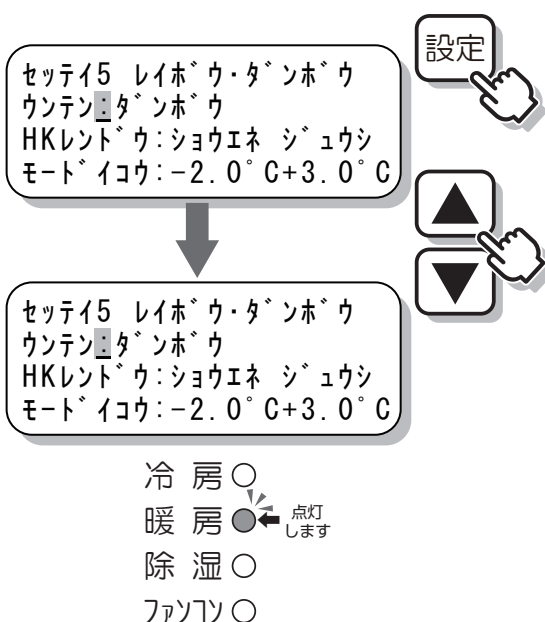 設定
セッテイ5 レイボウ・ダンボウ
ウンテン:ダンボウ
HKレンドウ:ショウエネ ジュウシ
モードイコウ:-2.0°C+3.0°C
▲
▼
セッテイ5 レイボウ・ダンボウ
ウンテン:ダンボウ
HKレンドウ:ショウエネ ジュウシ
モードイコウ:-2.0°C+3.0°C
冷 房
暖 房 点灯
します
除 湿
ファンコン